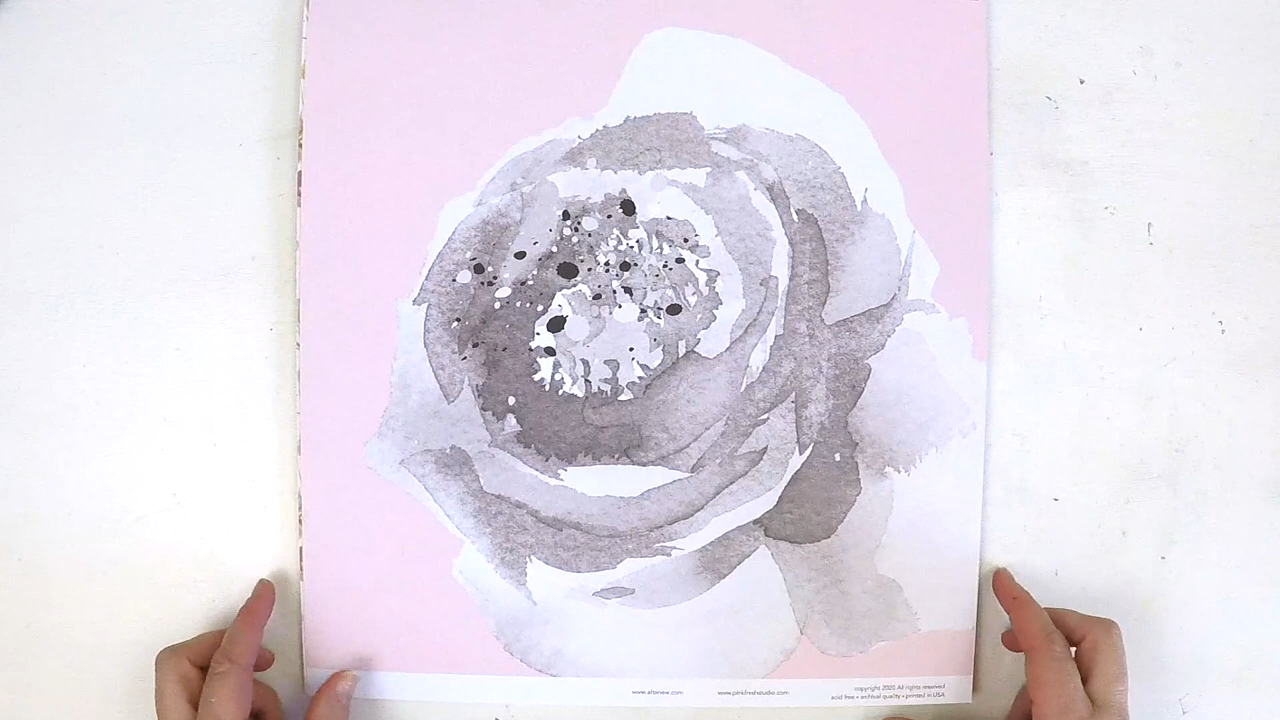 www.altenew.com www.pinkfreshstudio.com copyright 2020 All rights reserved
acid free • archival quality • printed in USA